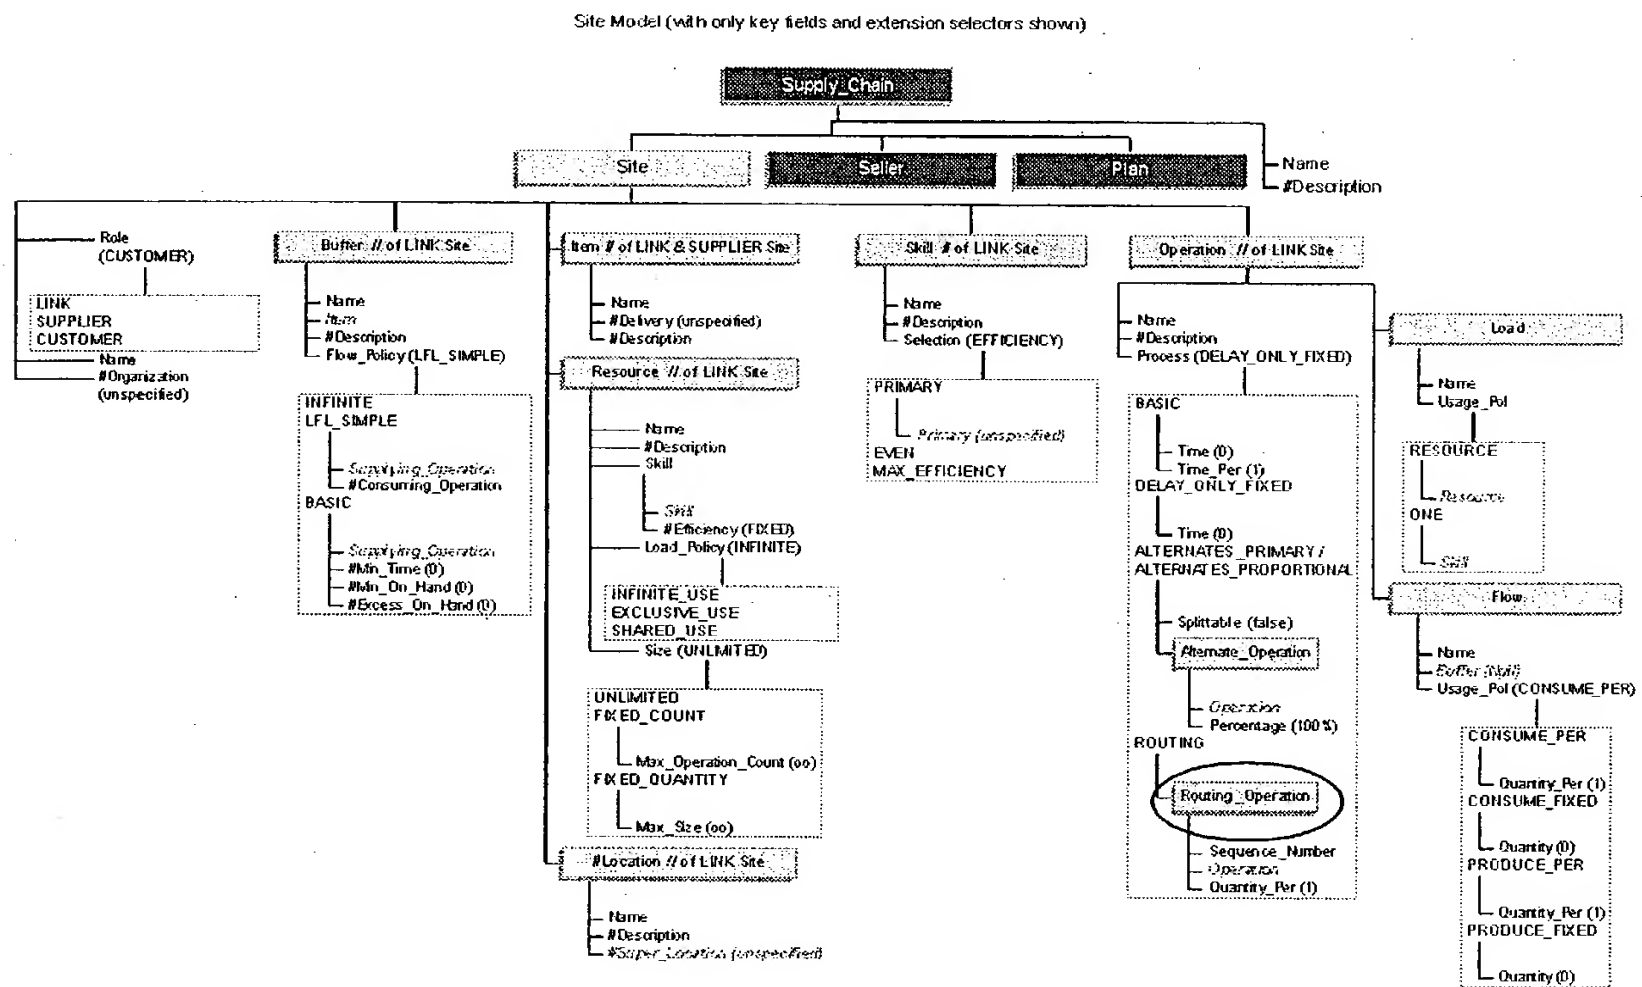 Site Model (with only key fields and extension selectors shown)
Supply_Chain
Name
#Description
Site
Seller
Plan
Role
(CUSTOMER)
LINK
SUPPLIER
CUSTOMER
Name
#Organization
(unspecified)
Buffer // of LINK Site
Name
Item
#Description
Flow_Policy (LFL_SIMPLE)
INFINITE
LFL_SIMPLE
Supplying_Operation
#Consuming_Operation
BASIC
Supplying_Operation
#Min_Time (0)
#Min_On_Hand (0)
#Excess_On_Hand (0)
Item # of LINK & SUPPLIER Site
Name
#Delivery (unspecified)
#Description
Resource // of LINK Site
Name
#Description
Skill
Skill
#Efficiency (FIXED)
Load_Policy (INFINITE)
INFINITE_USE
EXCLUSIVE_USE
SHARED_USE
Size (UNLIMITED)
UNLIMITED
FIXED_COUNT
Max_Operation_Count (oo)
FIXED_QUANTITY
Max_Size (oo)
#Location // of LINK Site
Name
#Description
#Super_Location (unspecified)
Skill # of LINK Site
Name
#Description
Selection (EFFICIENCY)
PRIMARY
Primary (unspecified)
EVEN
MAX_EFFICIENCY
Operation // of LINK Site
Name
#Description
Process (DELAY_ONLY_FIXED)
BASIC
Time (0)
Time_Per (1)
DELAY_ONLY_FIXED
Time (0)
ALTERNATES_PRIMARY /
ALTERNATES_PROPORTIONAL
Splittable (false)
Alternate_Operation
Operation
Percentage (100%)
ROUTING
Routing_Operation
Sequence_Number
Operation
Quantity_Per (1)
Load
Name
Usage_Pol
RESOURCE
Resource
ONE
Skill
Flow
Name
Buffer (Null)
Usage_Pol (CONSUME_PER)
CONSUME_PER
Quantity_Per (1)
CONSUME_FIXED
Quantity (0)
PRODUCE_PER
Quantity_Per (1)
PRODUCE_FIXED
Quantity (0)